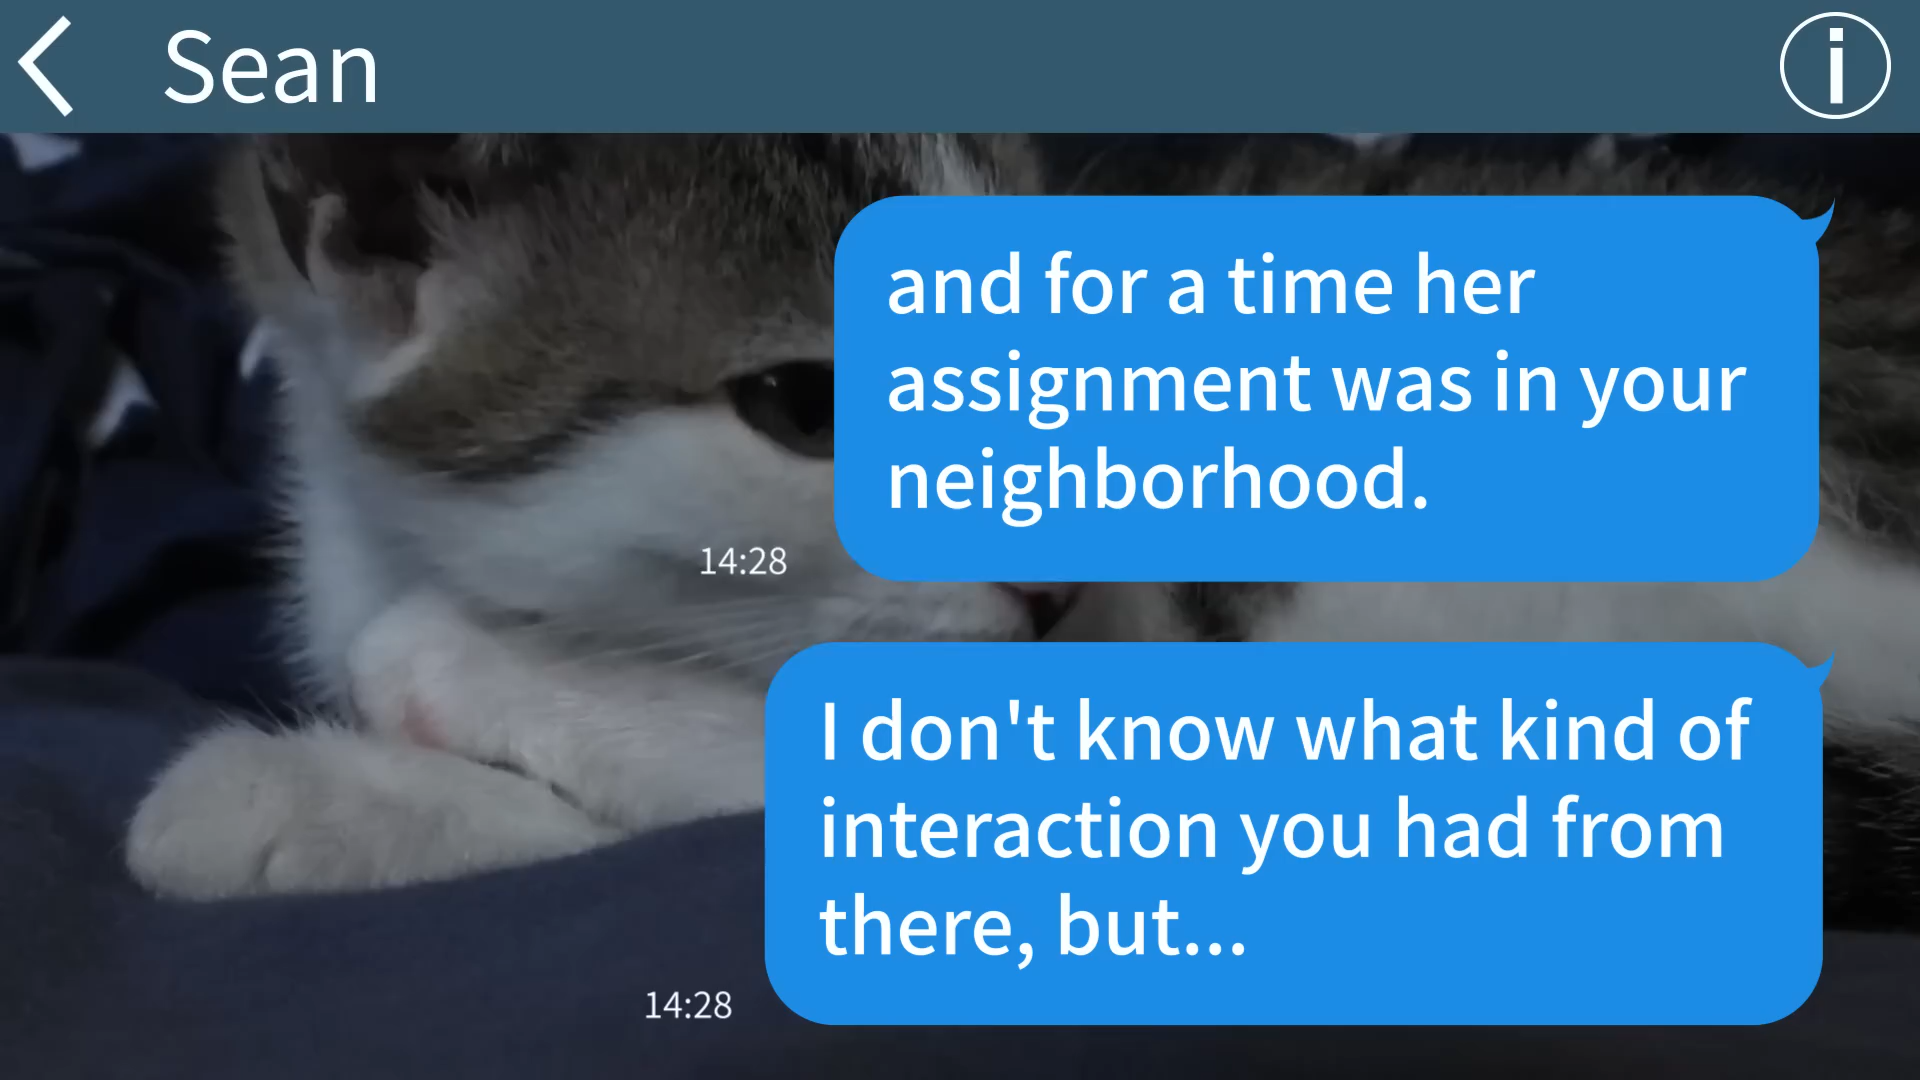 Sean
and for a time her
assignment was in your
neighborhood.
14:28
I don't know what kind of
interaction you had from
there, but...
14:28